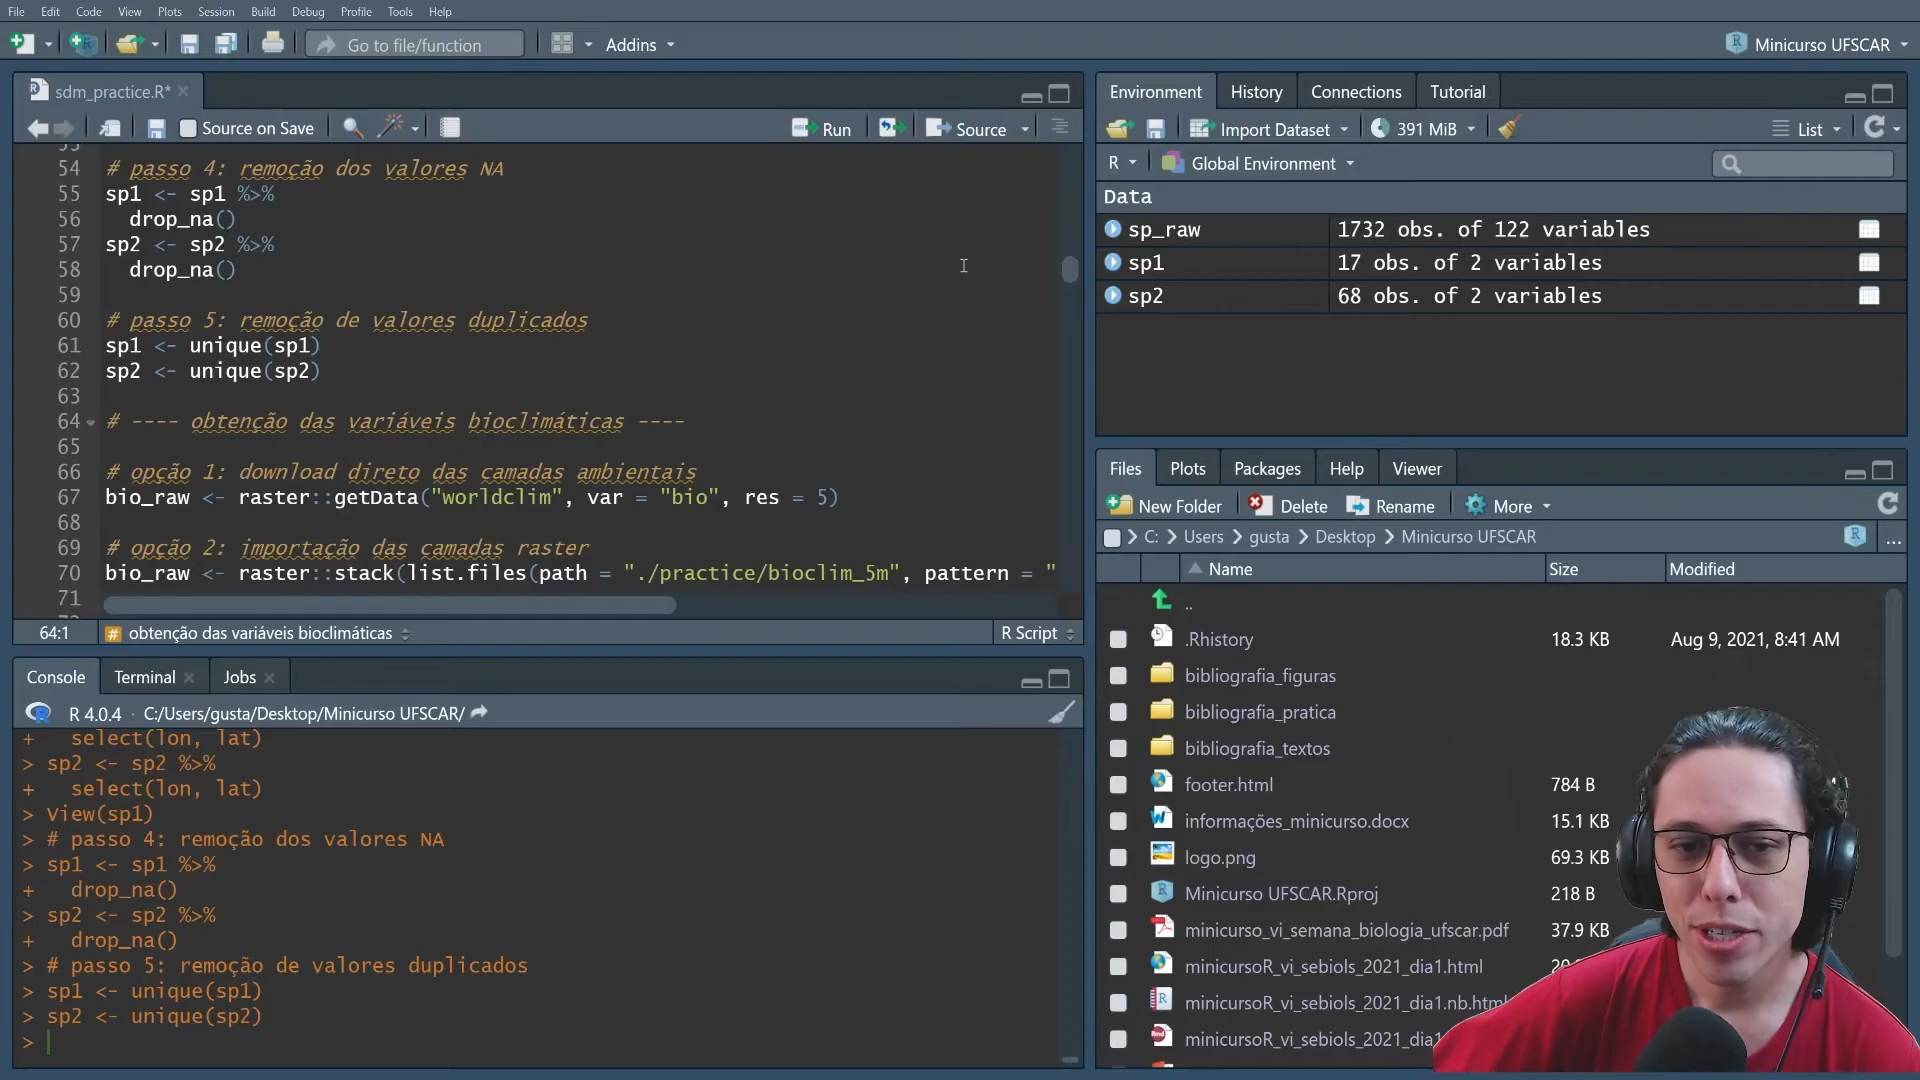 File Edit Code View Plots Session Build Debug Profile Tools Help
Go to file/function
Addins
Minicurso UFSCAR
sdm_practice.R*
Source on Save
Run
Source
54 # passo 4: remoção dos valores NA
55 sp1 <- sp1 %>%
56 drop_na()
57 sp2 <- sp2 %>%
58 drop_na()
59
60 # passo 5: remoção de valores duplicados
61 sp1 <- unique(sp1)
62 sp2 <- unique(sp2)
63
64 # ---- obtenção das variáveis bioclimáticas ----
65
66 # opção 1: download direto das camadas ambientais
67 bio_raw <- raster::getData("worldclim", var = "bio", res = 5)
68
69 # opção 2: importação das camadas raster
70 bio_raw <- raster::stack(list.files(path = "./practice/bioclim_5m", pattern = "
71
64:1 # obtenção das variáveis bioclimáticas
R Script
Console Terminal Jobs
R 4.0.4 · C:/Users/gusta/Desktop/Minicurso UFSCAR/
+ select(lon, lat)
> sp2 <- sp2 %>%
+ select(lon, lat)
> View(sp1)
> # passo 4: remoção dos valores NA
> sp1 <- sp1 %>%
+ drop_na()
> sp2 <- sp2 %>%
+ drop_na()
> # passo 5: remoção de valores duplicados
> sp1 <- unique(sp1)
> sp2 <- unique(sp2)
>
Environment History Connections Tutorial
Import Dataset
391 MiB
List
R
Global Environment
Data
sp_raw 1732 obs. of 122 variables
sp1 17 obs. of 2 variables
sp2 68 obs. of 2 variables
Files Plots Packages Help Viewer
New Folder Delete Rename More
C: > Users > gusta > Desktop > Minicurso UFSCAR
...
Name Size Modified
..
.Rhistory 18.3 KB Aug 9, 2021, 8:41 AM
bibliografia_figuras
bibliografia_pratica
bibliografia_textos
footer.html 784 B
informações_minicurso.docx 15.1 KB
logo.png 69.3 KB
Minicurso UFSCAR.Rproj 218 B
minicurso_vi_semana_biologia_ufscar.pdf 37.9 KB
minicursoR_vi_sebiols_2021_dia1.html
minicursoR_vi_sebiols_2021_dia1.nb.html
minicursoR_vi_sebiols_2021_dia1